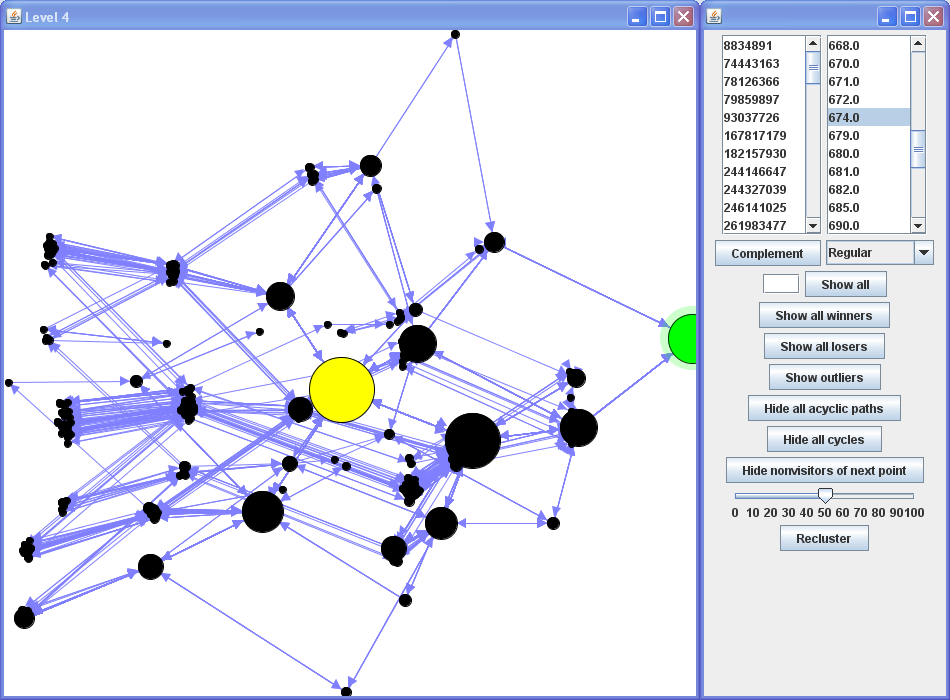 Level 4
8834891
74443163
78126366
79859897
93037726
167817179
182157930
244146647
244327039
246141025
261983477
668.0
670.0
671.0
672.0
674.0
679.0
680.0
681.0
682.0
685.0
690.0
Complement
Regular
Show all
Show all winners
Show all losers
Show outliers
Hide all acyclic paths
Hide all cycles
Hide nonvisitors of next point
0 10 20 30 40 50 60 70 80 90100
Recluster